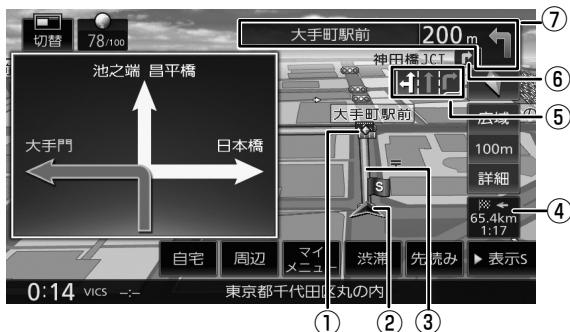 切替
78/100
大手町駅前 200m
⑦
神田橋JCT
⑥
池之端 昌平橋
⑤
大手町駅前
広域
大手門
日本橋
100m
詳細
S
①
65.4km
1:17
④
自宅
周辺
マイ
メニュー
渋滞
先読み
▶ 表示S
0:14 VICS -:--
東京都千代田区丸の内
① ② ③